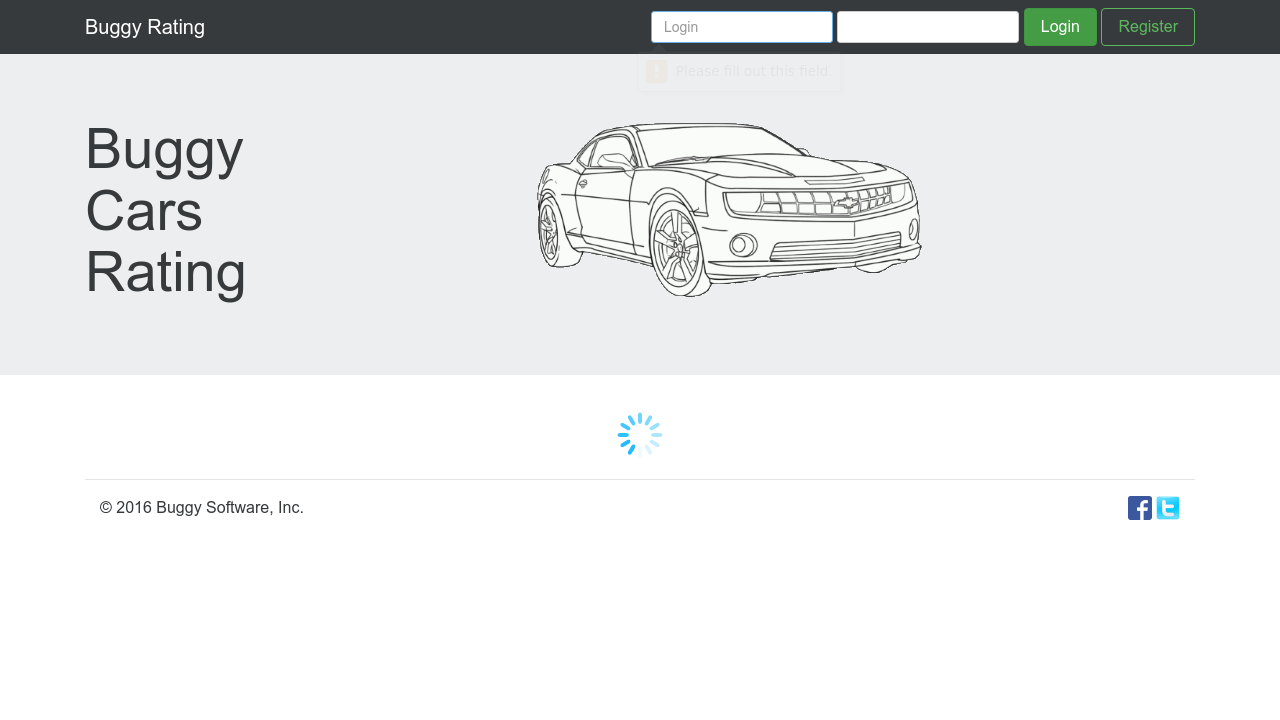 Buggy Rating
Login
Login
Register
Please fill out this field.
Buggy
Cars
Rating
© 2016 Buggy Software, Inc.